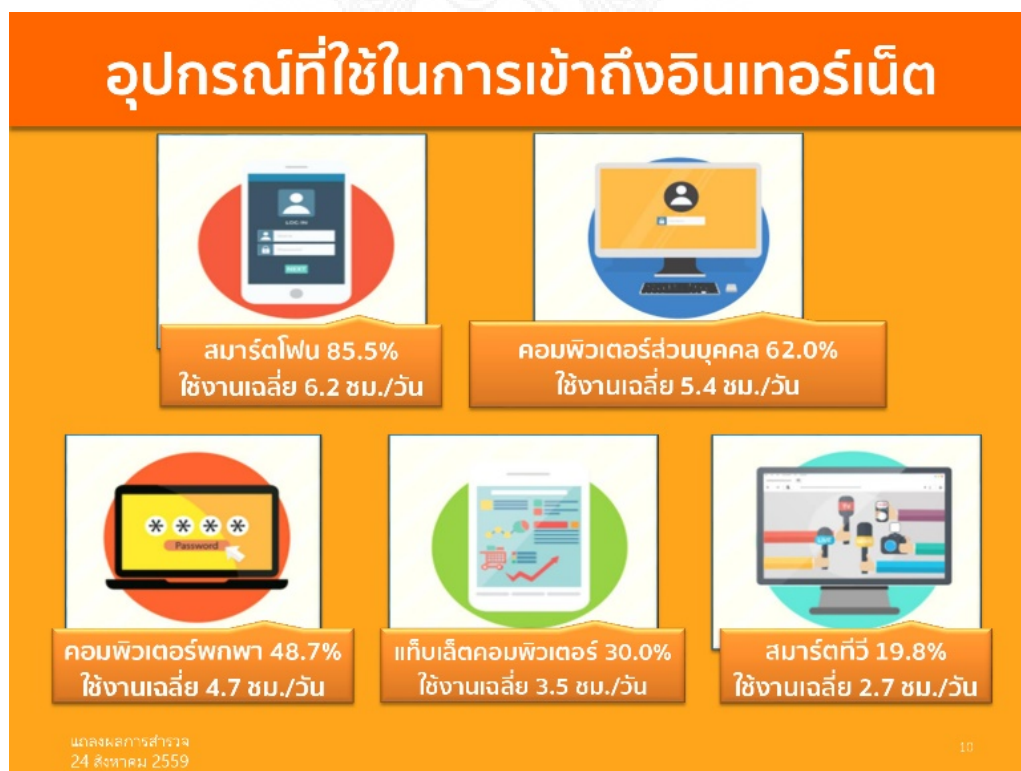 อุปกรณ์ที่ใช้ในการเข้าถึงอินเทอร์เน็ต
LOG IN
NEXT
สมาร์ตโฟน 85.5%
ใช้งานเฉลี่ย 6.2 ชม./วัน
คอมพิวเตอร์ส่วนบุคคล 62.0%
ใช้งานเฉลี่ย 5.4 ชม./วัน
****
Password
TV
LIVE
คอมพิวเตอร์พกพา 48.7%
ใช้งานเฉลี่ย 4.7 ชม./วัน
แท็บเล็ตคอมพิวเตอร์ 30.0%
ใช้งานเฉลี่ย 3.5 ชม./วัน
สมาร์ตทีวี 19.8%
ใช้งานเฉลี่ย 2.7 ชม./วัน
แถลงผลการสำรวจ
24 สิงหาคม 2559
10